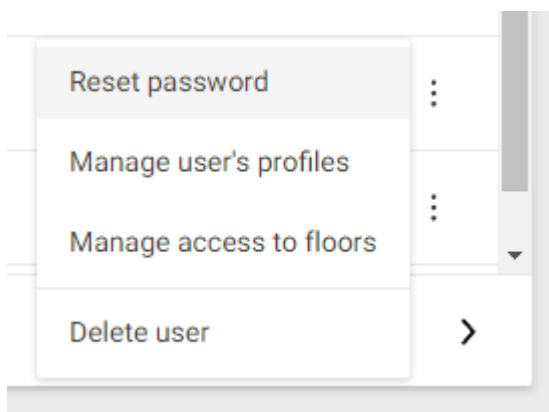 Reset password
Manage user's profiles
Manage access to floors
Delete user